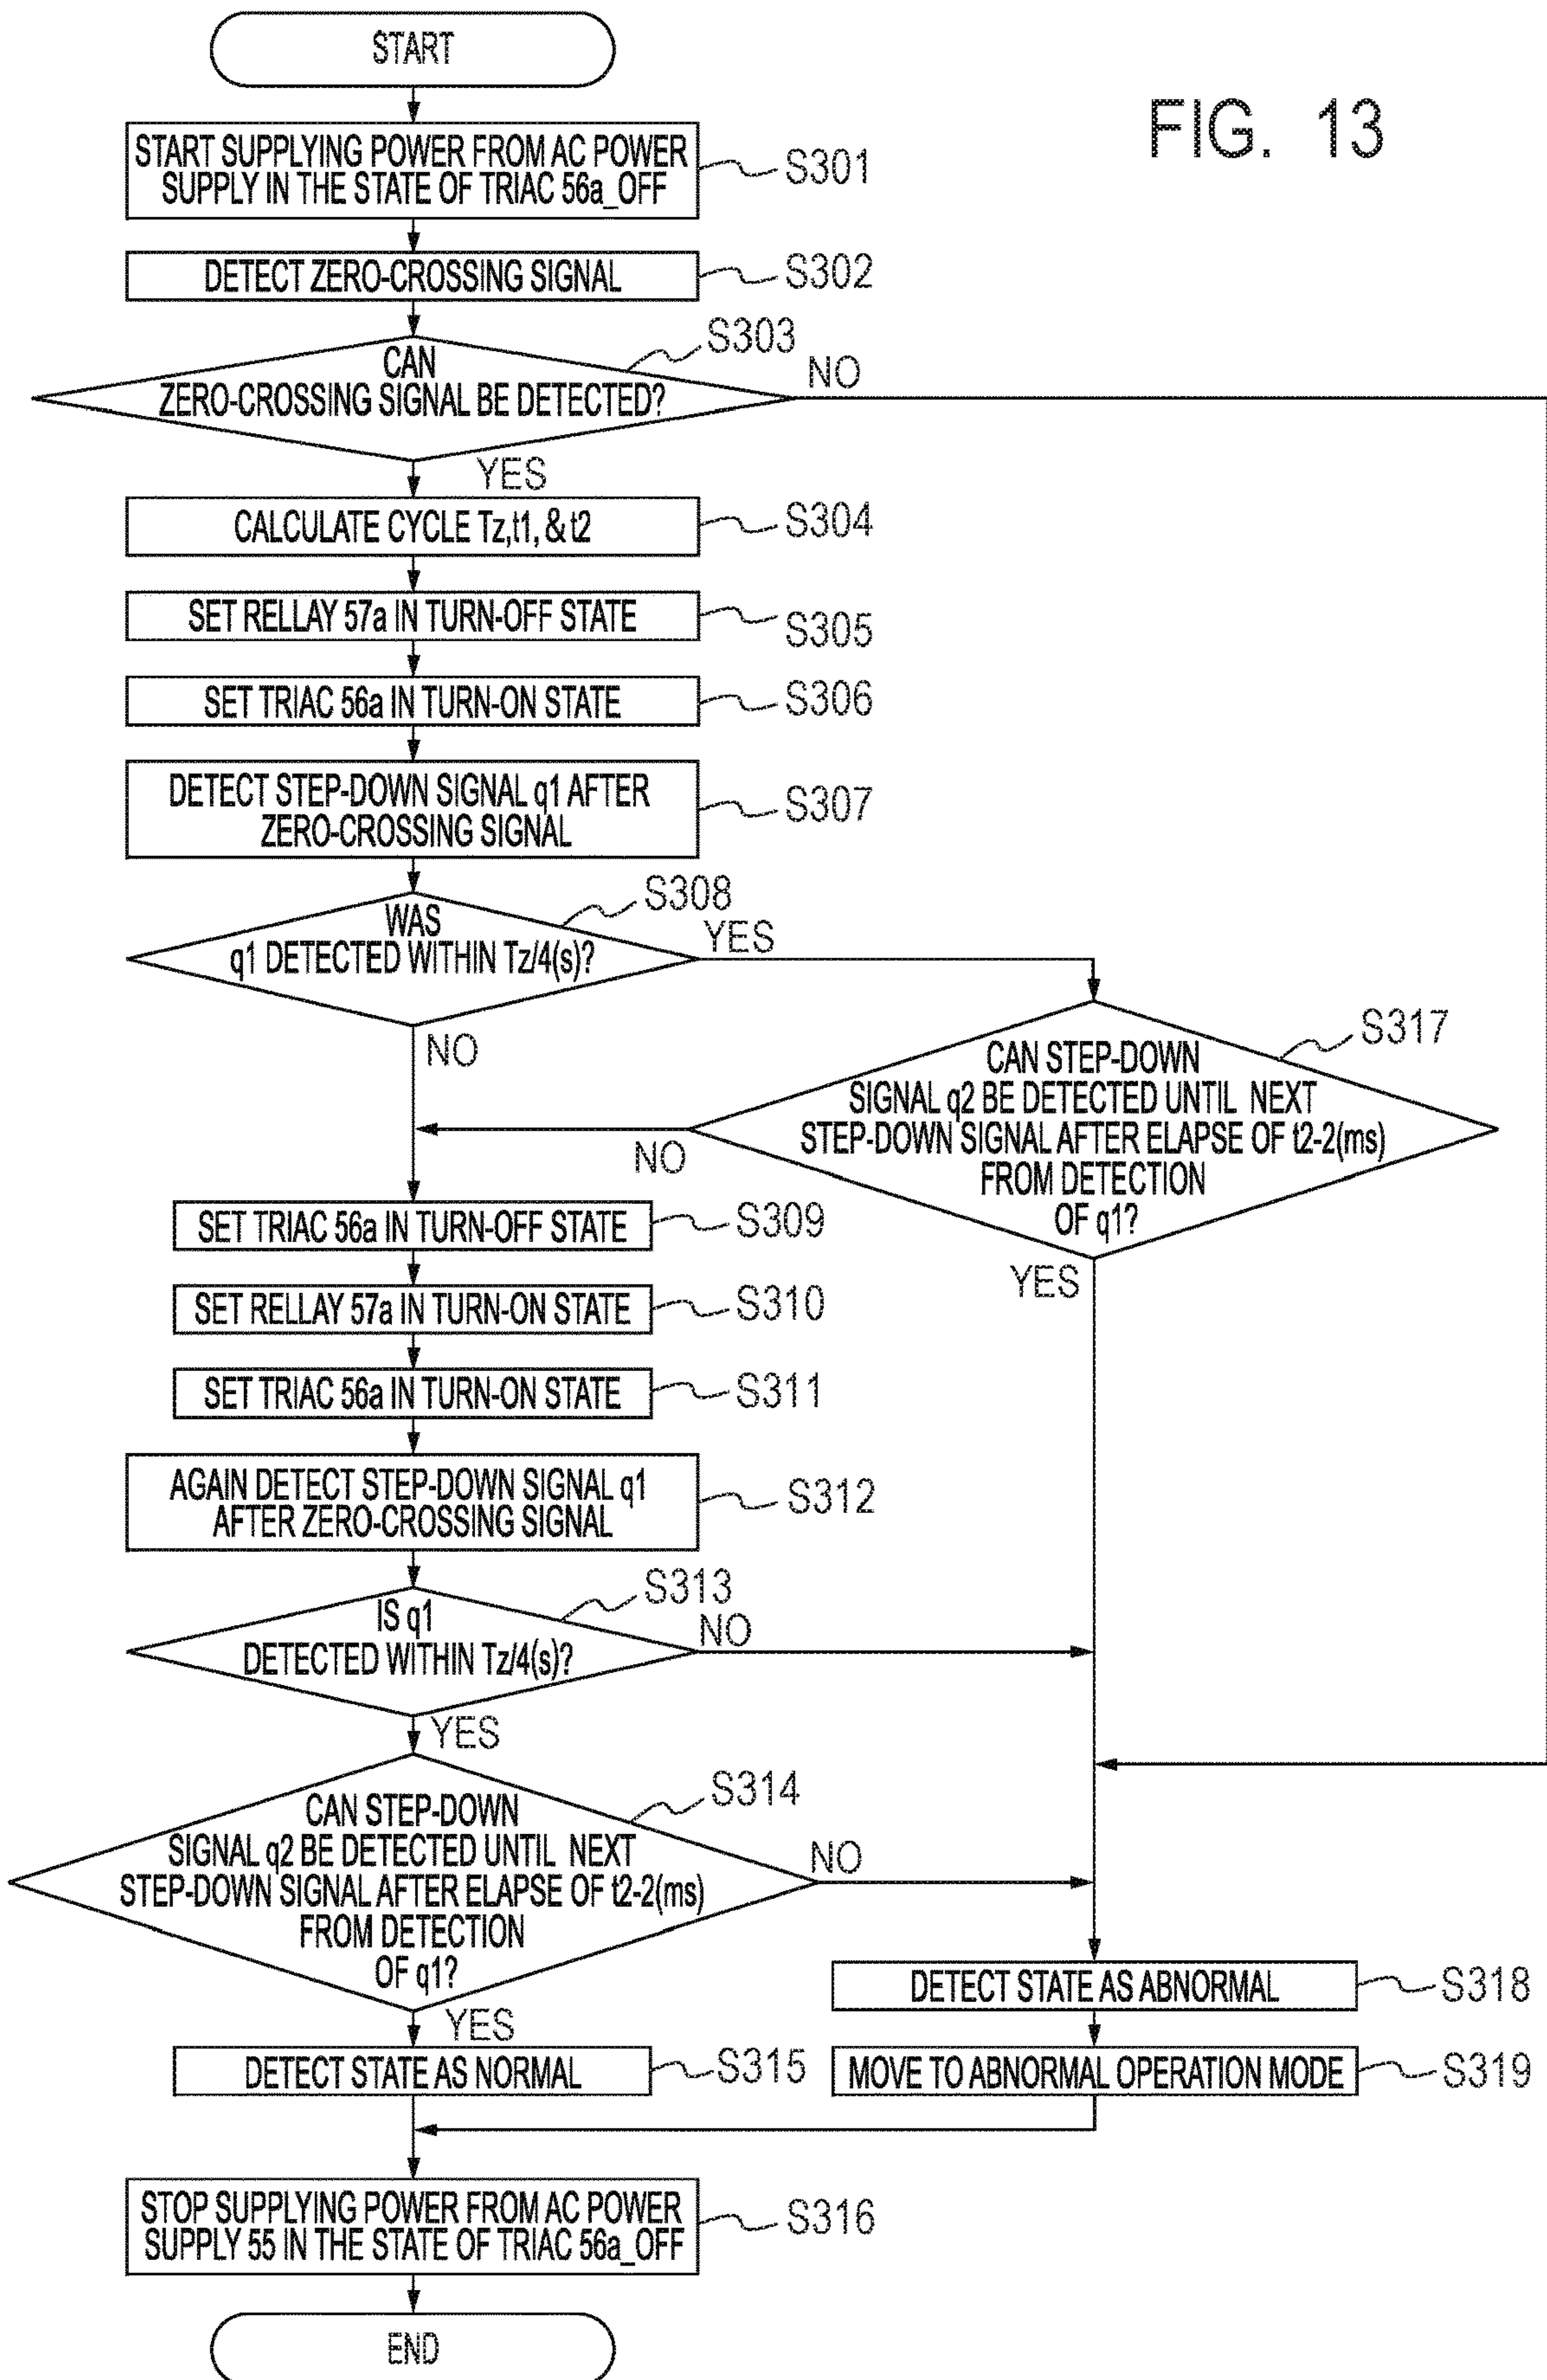 START
FIG. 13
START SUPPLYING POWER FROM AC POWER
SUPPLY IN THE STATE OF TRIAC 56a_OFF
S301
DETECT ZERO-CROSSING SIGNAL
S302
S303
CAN
ZERO-CROSSING SIGNAL BE DETECTED?
NO
YES
CALCULATE CYCLE Tz,t1, & t2
S304
SET RELLAY 57a IN TURN-OFF STATE
S305
SET TRIAC 56a IN TURN-ON STATE
S306
DETECT STEP-DOWN SIGNAL q1 AFTER
ZERO-CROSSING SIGNAL
S307
S308
WAS
q1 DETECTED WITHIN Tz/4(s)?
YES
NO
S317
CAN STEP-DOWN
SIGNAL q2 BE DETECTED UNTIL NEXT
STEP-DOWN SIGNAL AFTER ELAPSE OF t2-2(ms)
FROM DETECTION
OF q1?
NO
YES
SET TRIAC 56a IN TURN-OFF STATE
S309
SET RELLAY 57a IN TURN-ON STATE
S310
SET TRIAC 56a IN TURN-ON STATE
S311
AGAIN DETECT STEP-DOWN SIGNAL q1
AFTER ZERO-CROSSING SIGNAL
S312
S313
IS q1
DETECTED WITHIN Tz/4(s)?
NO
YES
S314
CAN STEP-DOWN
SIGNAL q2 BE DETECTED UNTIL NEXT
STEP-DOWN SIGNAL AFTER ELAPSE OF t2-2(ms)
FROM DETECTION
OF q1?
NO
YES
DETECT STATE AS ABNORMAL
S318
DETECT STATE AS NORMAL
S315
MOVE TO ABNORMAL OPERATION MODE
S319
STOP SUPPLYING POWER FROM AC POWER
SUPPLY 55 IN THE STATE OF TRIAC 56a_OFF
S316
END